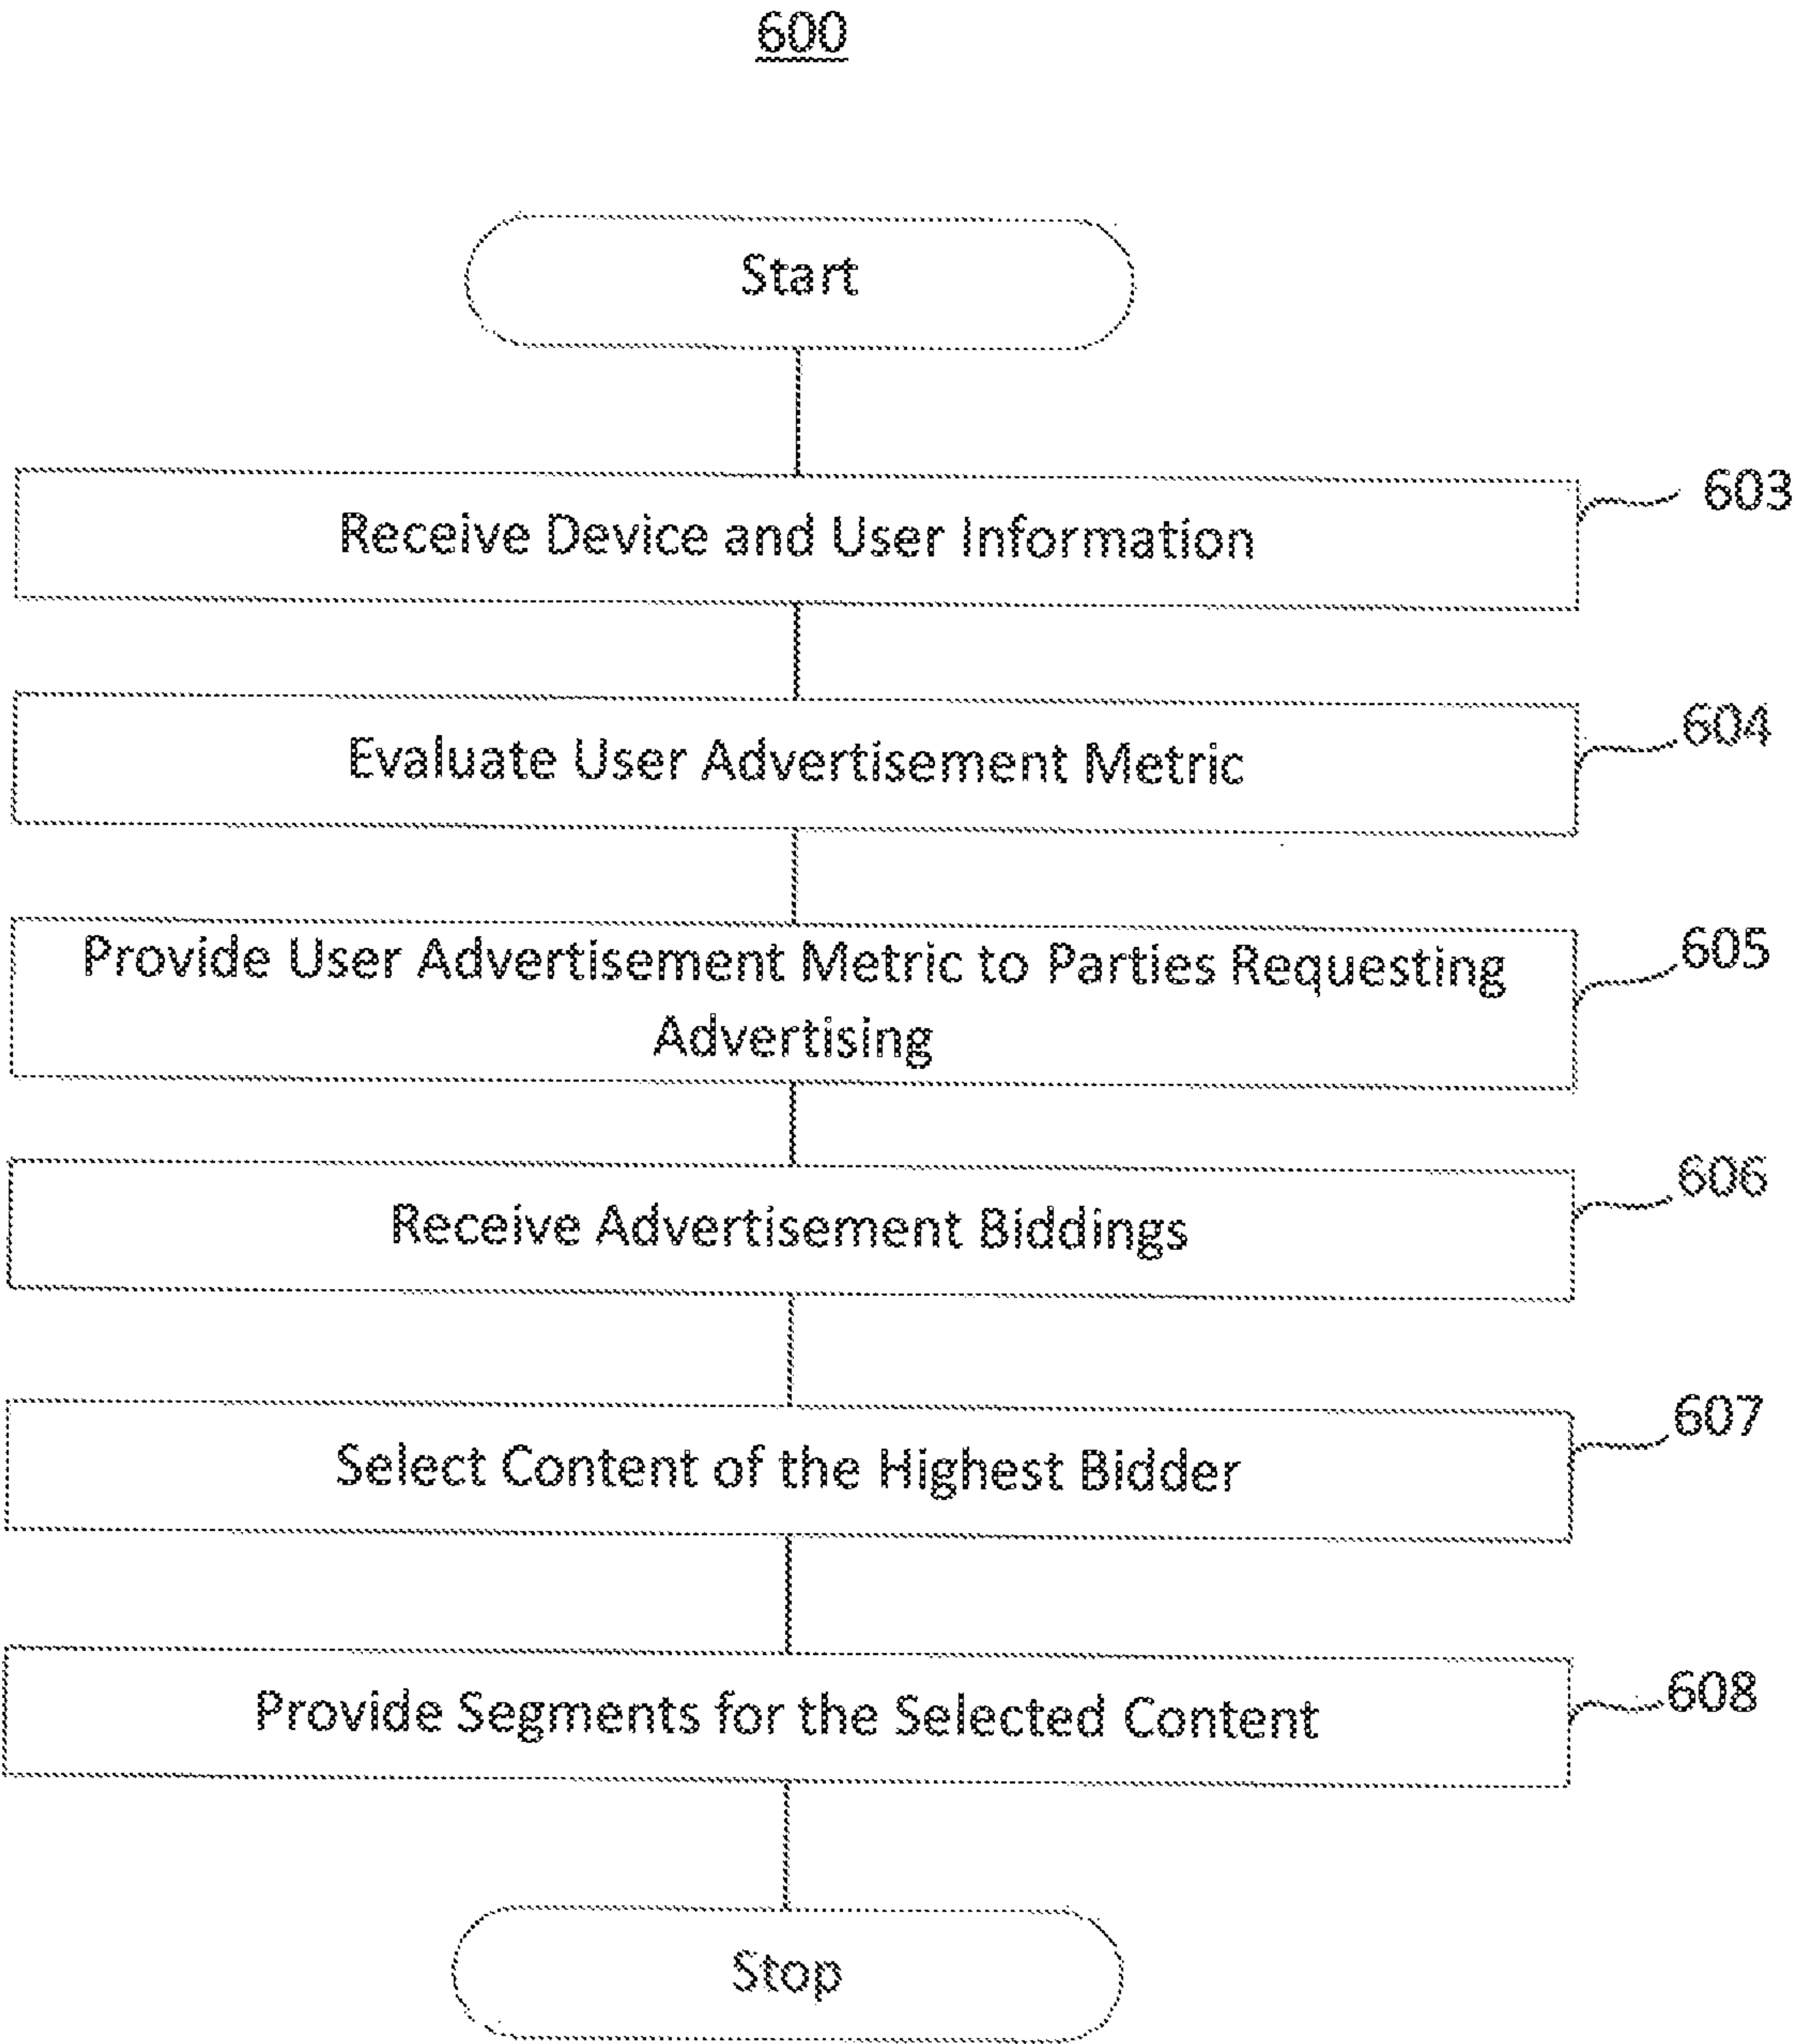 600
Start
603
Receive Device and User Information
604
Evaluate User Advertisement Metric
605
Provide User Advertisement Metric to Parties Requesting
Advertising
606
Receive Advertisement Biddings
607
Select Content of the Highest Bidder
608
Provide Segments for the Selected Content
Stop